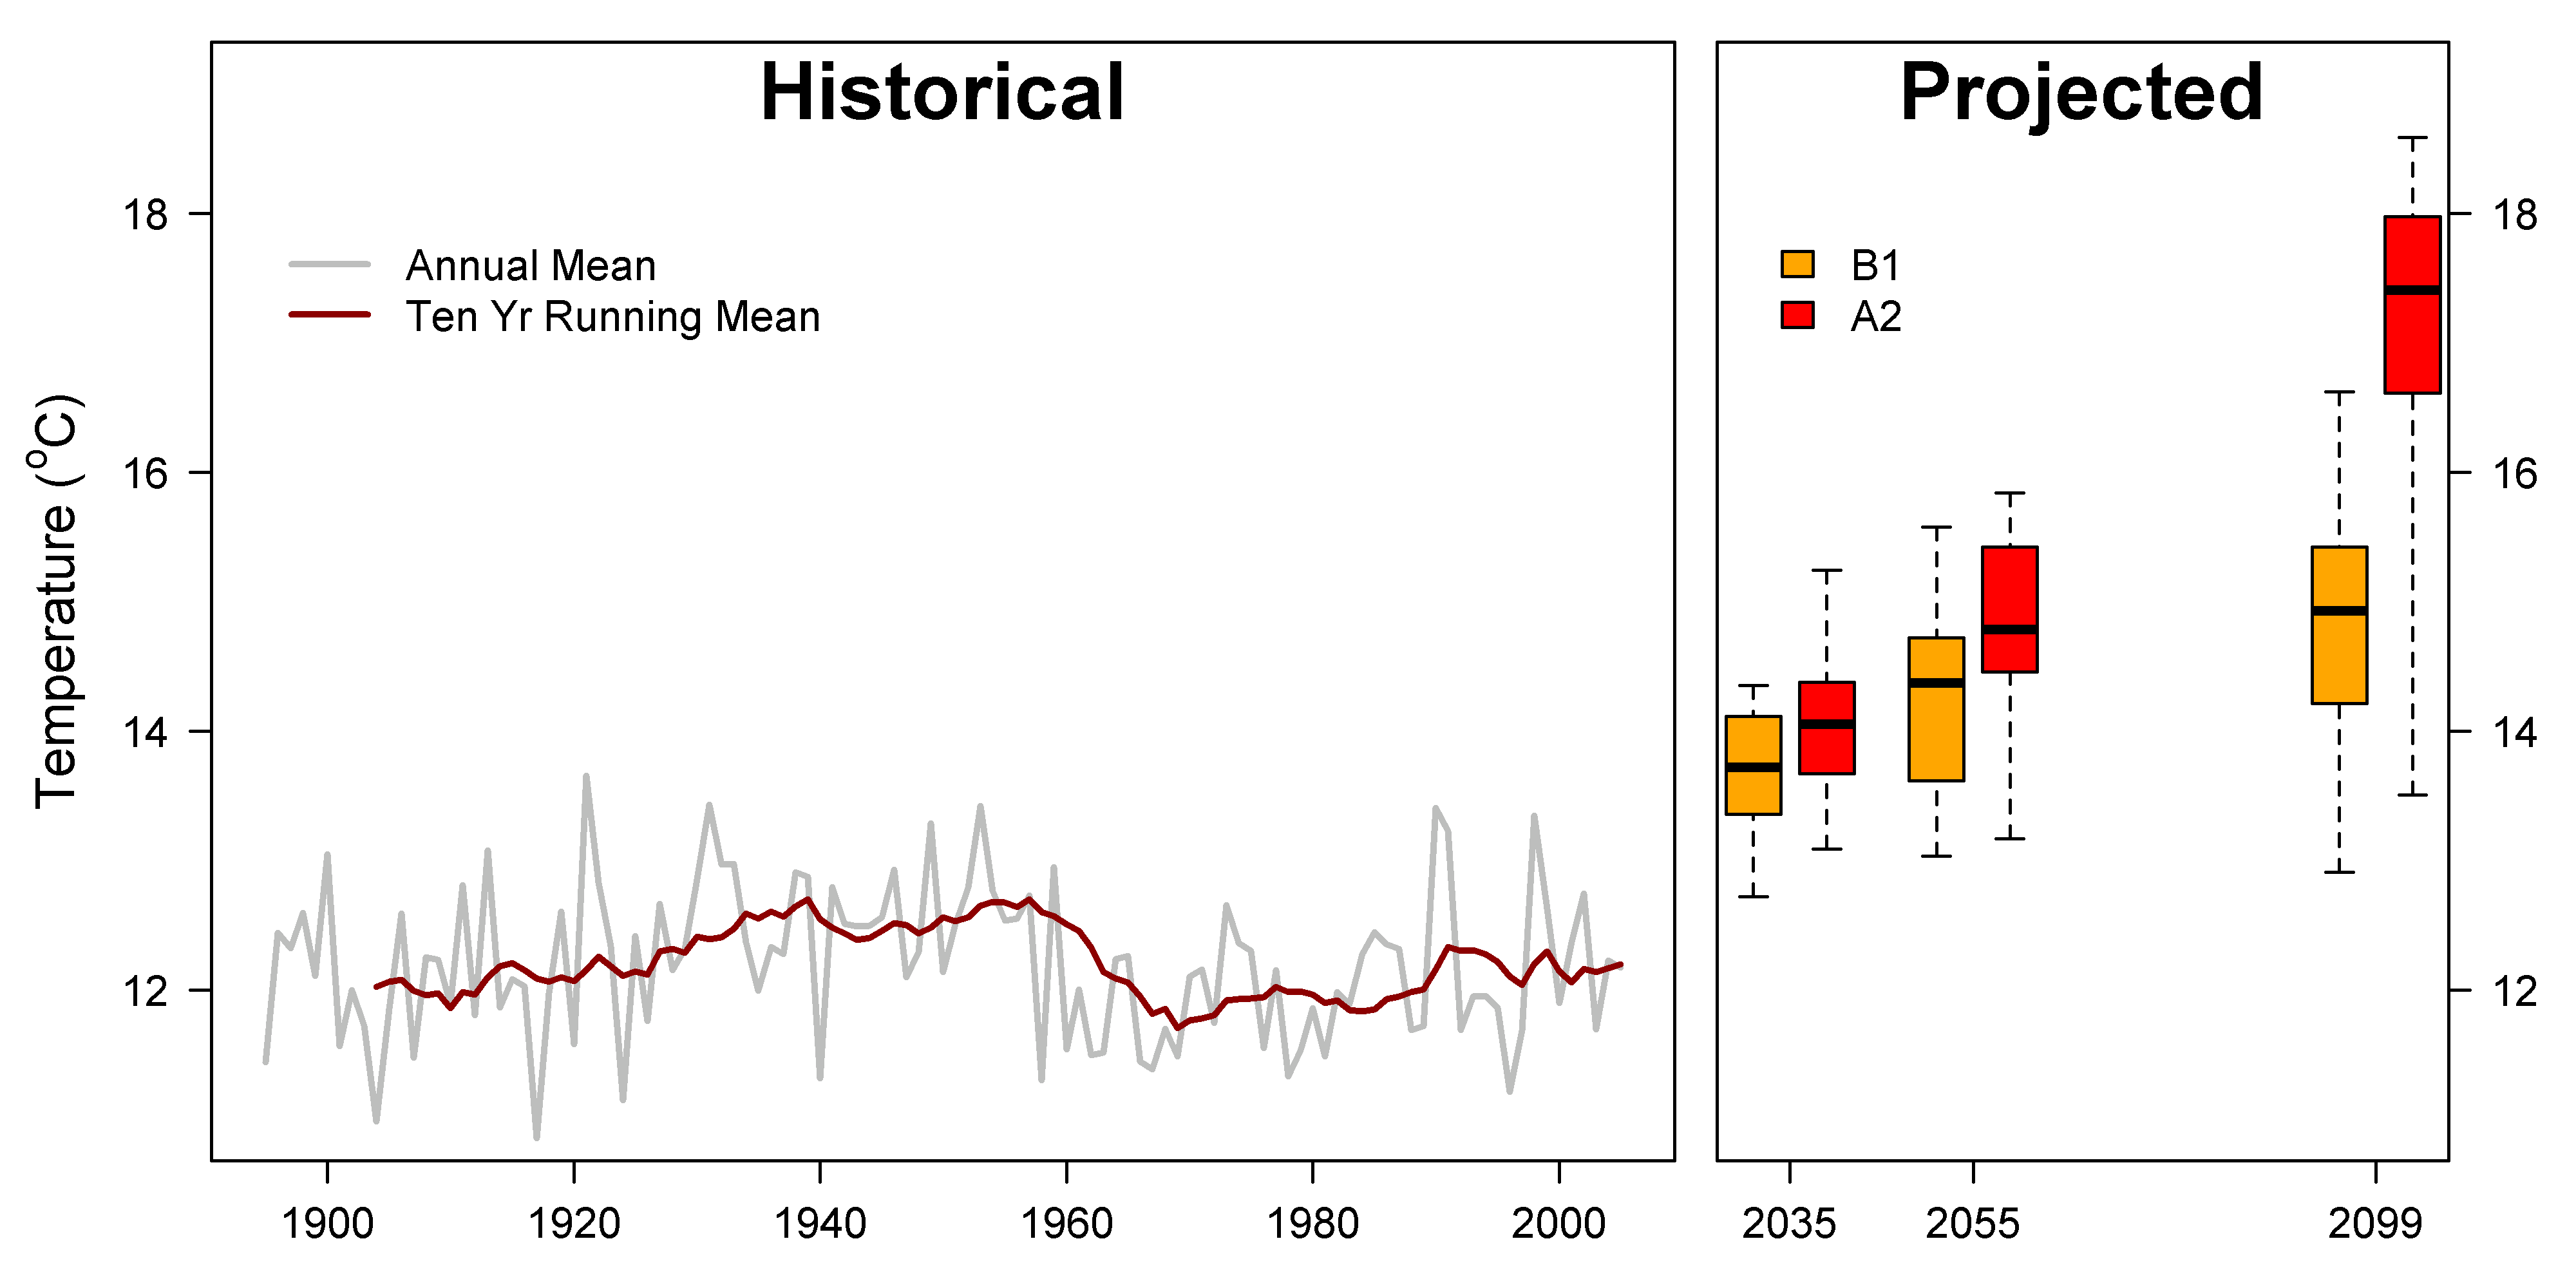 Historical
Projected
Temperature (°C)
18
16
14
12
Annual Mean
Ten Yr Running Mean
1900
1920
1940
1960
1980
2000
B1
A2
18
16
14
12
2035
2055
2099